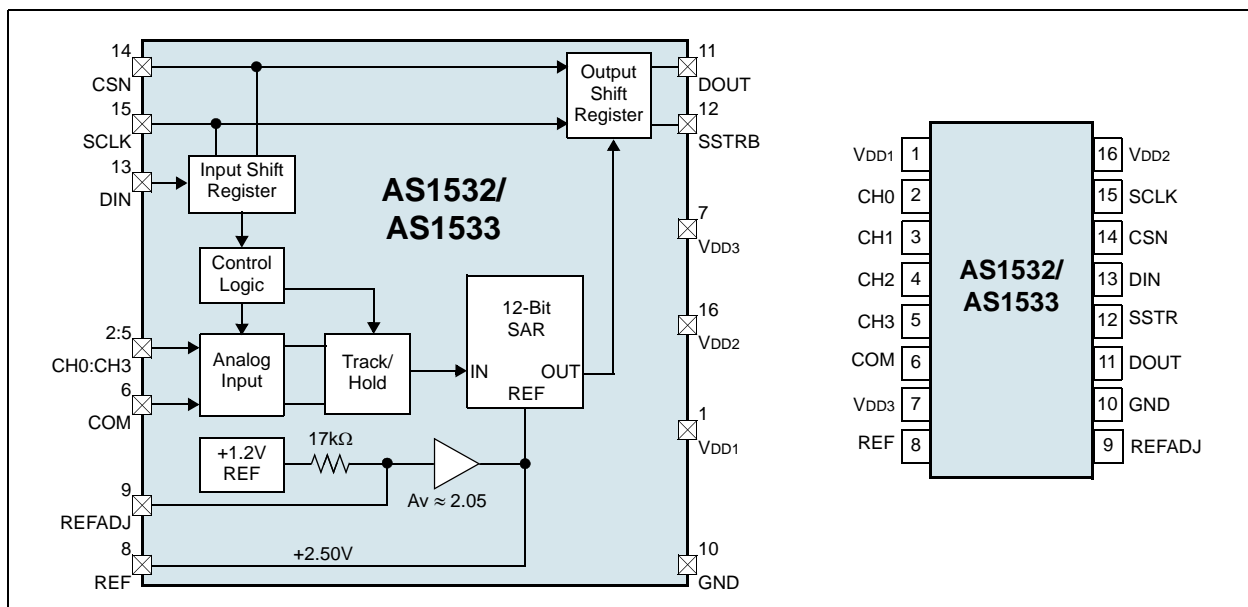 14
CSN
15
SCLK
13
DIN
Input Shift
Register
Output
Shift
Register
11
DOUT
12
SSTRB
AS1532/
AS1533
7
VDD3
Control
Logic
12-Bit
SAR
IN
OUT
REF
16
VDD2
2:5
CH0:CH3
6
COM
Analog
Input
Track/
Hold
1
VDD1
+1.2V
REF
17kΩ
Av ≈ 2.05
9
REFADJ
8
REF
+2.50V
10
GND
VDD1 1
CH0 2
CH1 3
CH2 4
CH3 5
COM 6
VDD3 7
REF 8
AS1532/
AS1533
16 VDD2
15 SCLK
14 CSN
13 DIN
12 SSTR
11 DOUT
10 GND
9 REFADJ